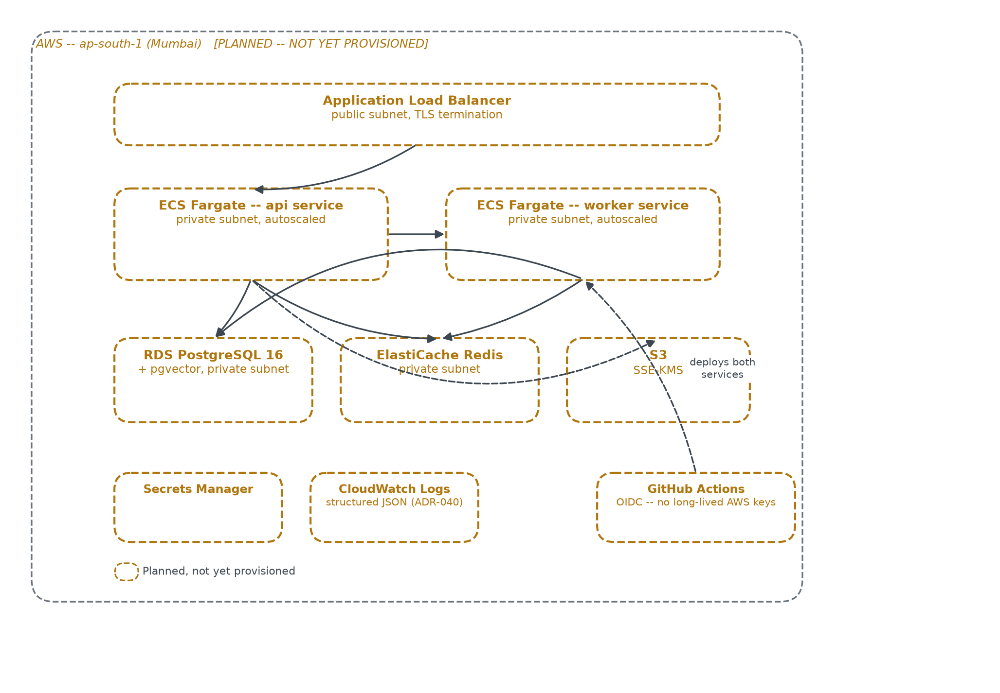 AWS -- ap-south-1 (Mumbai)   [PLANNED -- NOT YET PROVISIONED]
Application Load Balancer
public subnet, TLS termination
ECS Fargate -- api service
private subnet, autoscaled
ECS Fargate -- worker service
private subnet, autoscaled
RDS PostgreSQL 16
+ pgvector, private subnet
ElastiCache Redis
private subnet
S3
SSE-KMS
deploys both
services
Secrets Manager
CloudWatch Logs
structured JSON (ADR-040)
GitHub Actions
OIDC -- no long-lived AWS keys
Planned, not yet provisioned